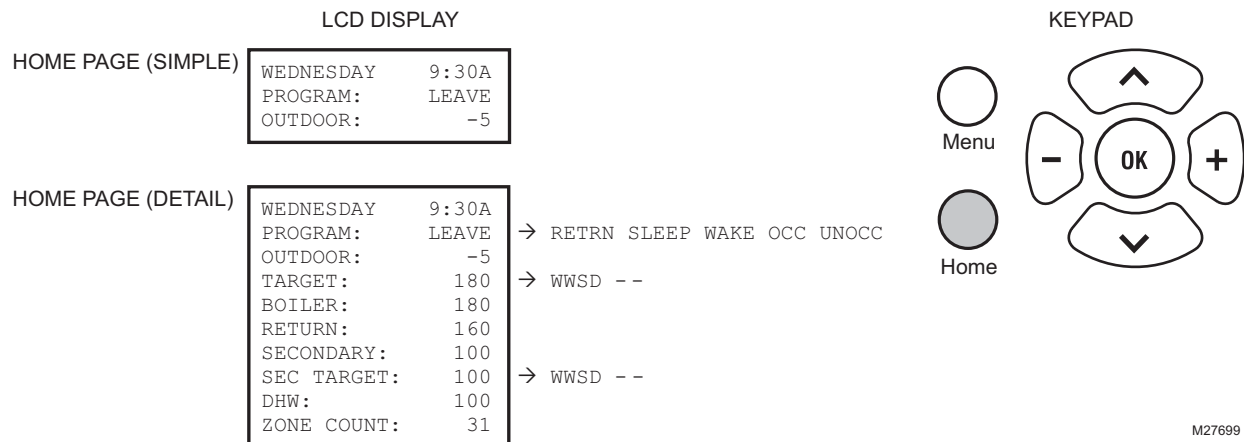 LCD DISPLAY KEYPAD
HOME PAGE (SIMPLE)
WEDNESDAY 9:30A
PROGRAM: LEAVE
OUTDOOR: -5
Menu
- OK +
Home
HOME PAGE (DETAIL)
WEDNESDAY 9:30A
PROGRAM: LEAVE → RETRN SLEEP WAKE OCC UNOCC
OUTDOOR: -5
TARGET: 180 → WWSD --
BOILER: 180
RETURN: 160
SECONDARY: 100
SEC TARGET: 100 → WWSD --
DHW: 100
ZONE COUNT: 31
M27699